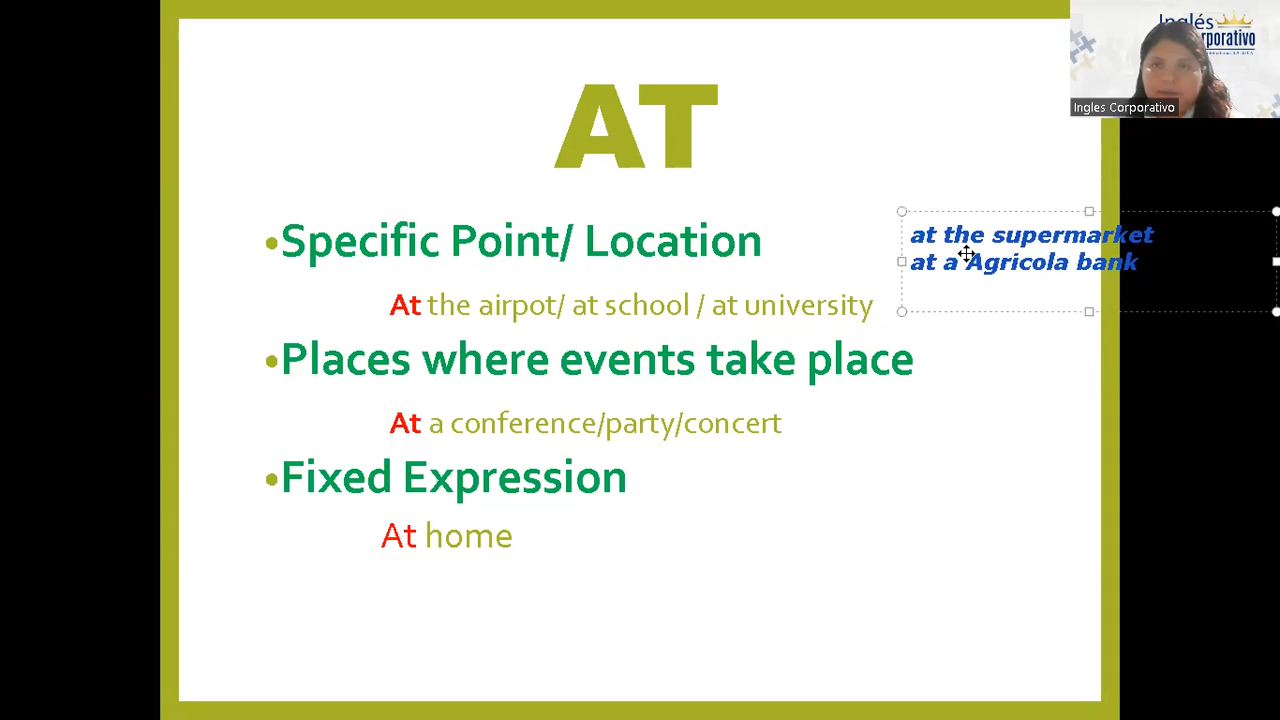 AT
•Specific Point/ Location
At the airpot/ at school / at university
•Places where events take place
At a conference/party/concert
•Fixed Expression
At home
at the supermarket
at a Agricola bank
Inglés
Corporativo
Ingles Corporativo